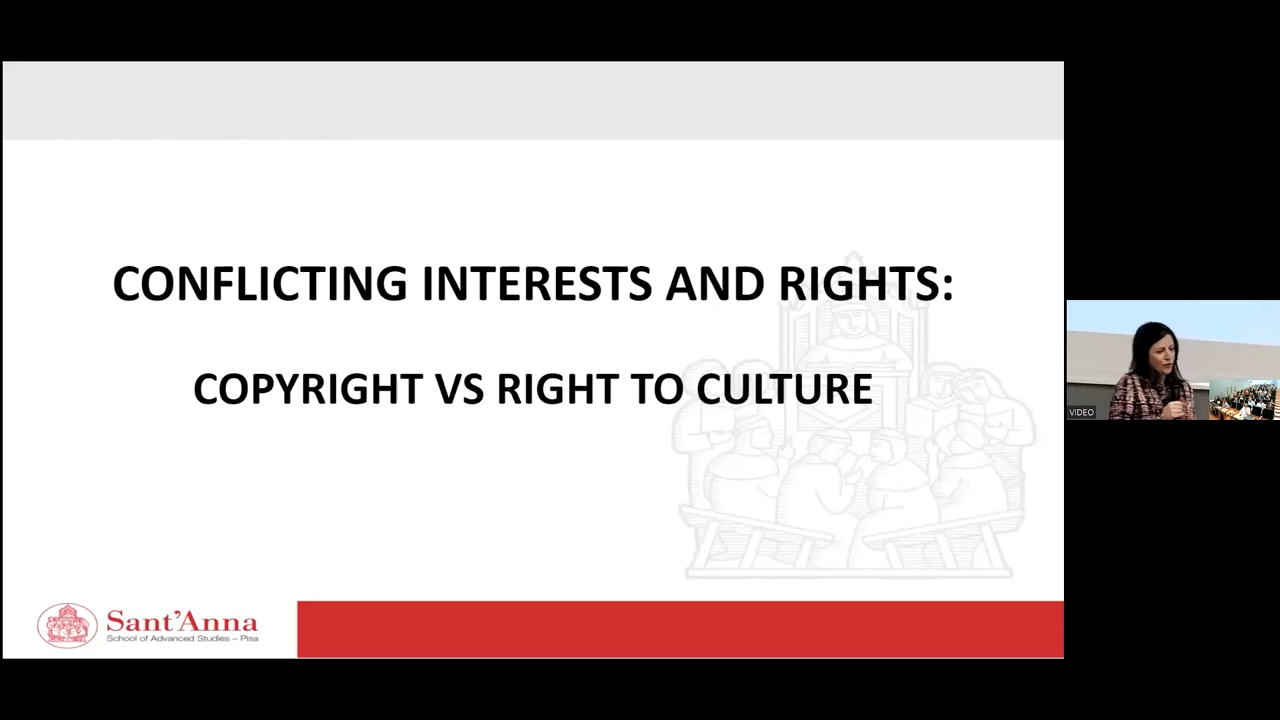 CONFLICTING INTERESTS AND RIGHTS:
COPYRIGHT VS RIGHT TO CULTURE
Sant'Anna
School of Advanced Studies – Pisa
VIDEO